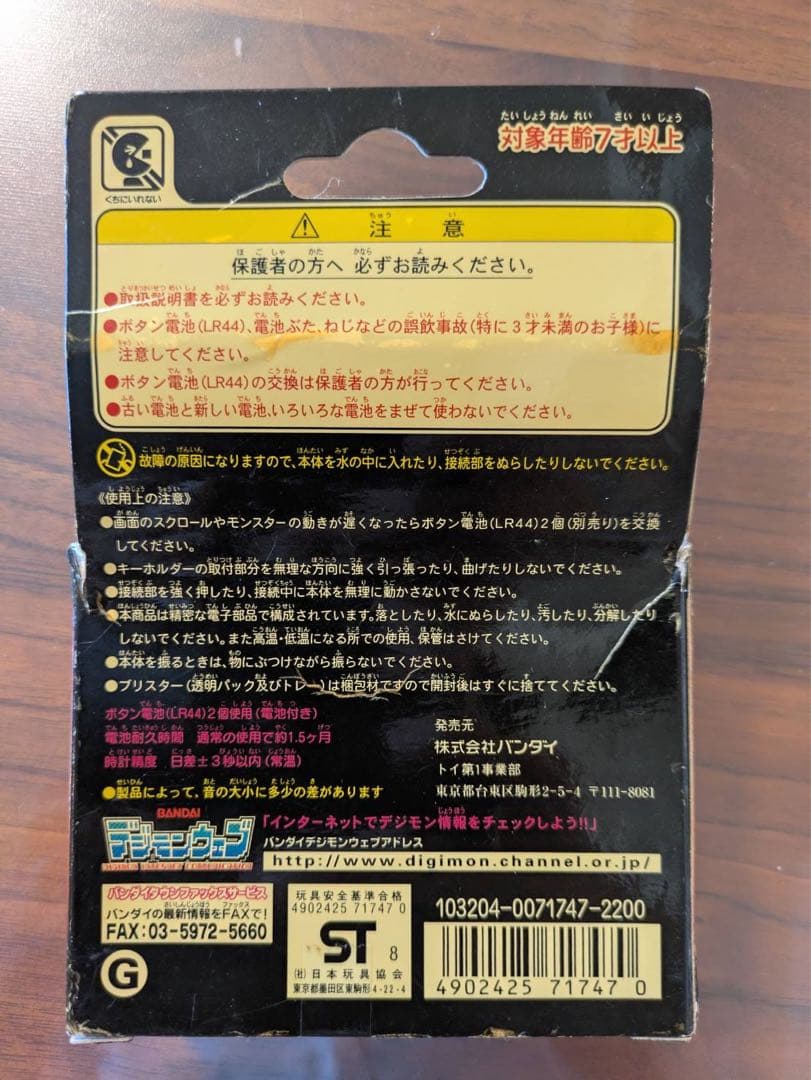 対象年齢7才以上
くちにいれない
注意
保護者の方へ 必ずお読みください。
●取扱説明書を必ずお読みください。
●ボタン電池(LR44)、電池ぶた、ねじなどの誤飲事故(特に3才未満のお子様)に
注意してください。
●ボタン電池(LR44)の交換は保護者の方が行ってください。
●古い電池と新しい電池、いろいろな電池をまぜて使わないでください。
故障の原因になりますので、本体を水の中に入れたり、接続部をぬらしたりしないでください。
《使用上の注意》
●画面のスクロールやモンスターの動きが遅くなったらボタン電池(LR44)2個(別売り)を交換
してください。
●キーホルダーの取付部分を無理な方向に強く引っ張ったり、曲げたりしないでください。
●接続部を強く押したり、接続中に本体を無理に動かさないでください。
●本商品は精密な電子部品で構成されています。落としたり、水にぬらしたり、汚したり、分解したり
しないでください。また高温・低温になる所での使用、保管はさけてください。
●本体を振るときは、物にぶつけながら振らないでください。
●ブリスター(透明パック及びトレー)は梱包材ですので開封後はすぐに捨ててください。
ボタン電池(LR44)2個使用(電池付き)
電池耐久時間 通常の使用で約1.5ヶ月
時計精度 日差±3秒以内(常温)
●製品によって、音の大小に多少の差があります
発売元
株式会社バンダイ
トイ第1事業部
東京都台東区駒形2-5-4 〒111-8081
BANDAI
デジモンウェブ
「インターネットでデジモン情報をチェックしよう!!」
バンダイデジモンウェブアドレス
http://www.digimon.channel.or.jp/
バンダイタウンファックスサービス
バンダイの最新情報をFAXで!
FAX:03-5972-5660
G
玩具安全基準合格
4902425 71747 0
ST 8
(社)日本玩具協会
東京都墨田区東駒形4-22-4
103204-0071747-2200
4902425 717470